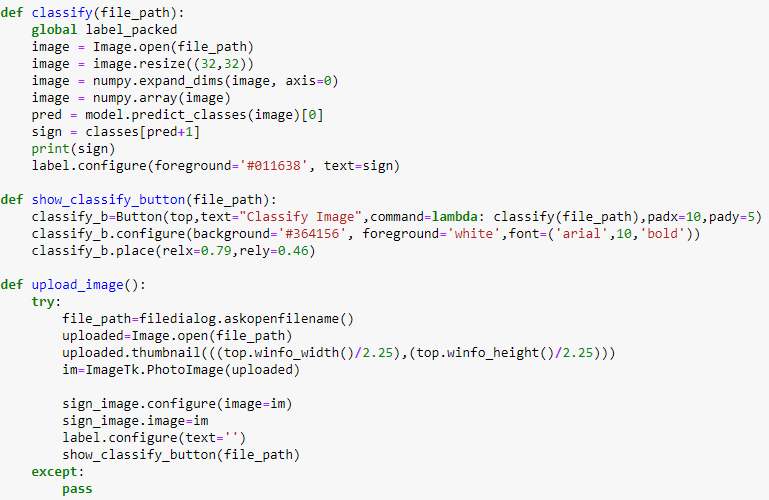 def classify(file_path):
    global label_packed
    image = Image.open(file_path)
    image = image.resize((32,32))
    image = numpy.expand_dims(image, axis=0)
    image = numpy.array(image)
    pred = model.predict_classes(image)[0]
    sign = classes[pred+1]
    print(sign)
    label.configure(foreground='#011638', text=sign)

def show_classify_button(file_path):
    classify_b=Button(top,text="Classify Image",command=lambda: classify(file_path),padx=10,pady=5)
    classify_b.configure(background='#364156', foreground='white',font=('arial',10,'bold'))
    classify_b.place(relx=0.79,rely=0.46)

def upload_image():
    try:
        file_path=filedialog.askopenfilename()
        uploaded=Image.open(file_path)
        uploaded.thumbnail(((top.winfo_width()/2.25),(top.winfo_height()/2.25)))
        im=ImageTk.PhotoImage(uploaded)

        sign_image.configure(image=im)
        sign_image.image=im
        label.configure(text='')
        show_classify_button(file_path)
    except:
        pass